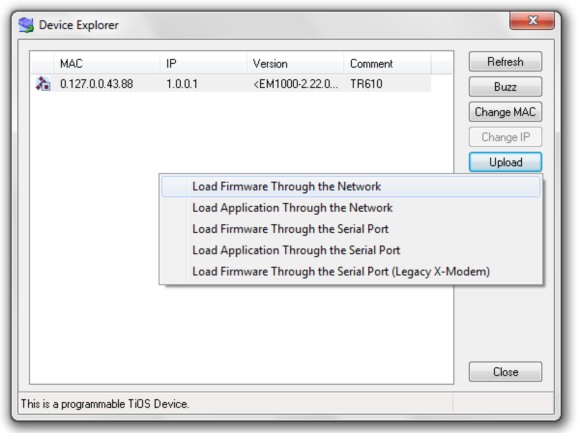 Device Explorer
MAC IP Version Comment
0.127.0.0.43.88 1.0.0.1 <EM1000-2.22.0... TR610
Refresh
Buzz
Change MAC
Change IP
Upload
Load Firmware Through the Network
Load Application Through the Network
Load Firmware Through the Serial Port
Load Application Through the Serial Port
Load Firmware Through the Serial Port (Legacy X-Modem)
Close
This is a programmable TiOS Device.